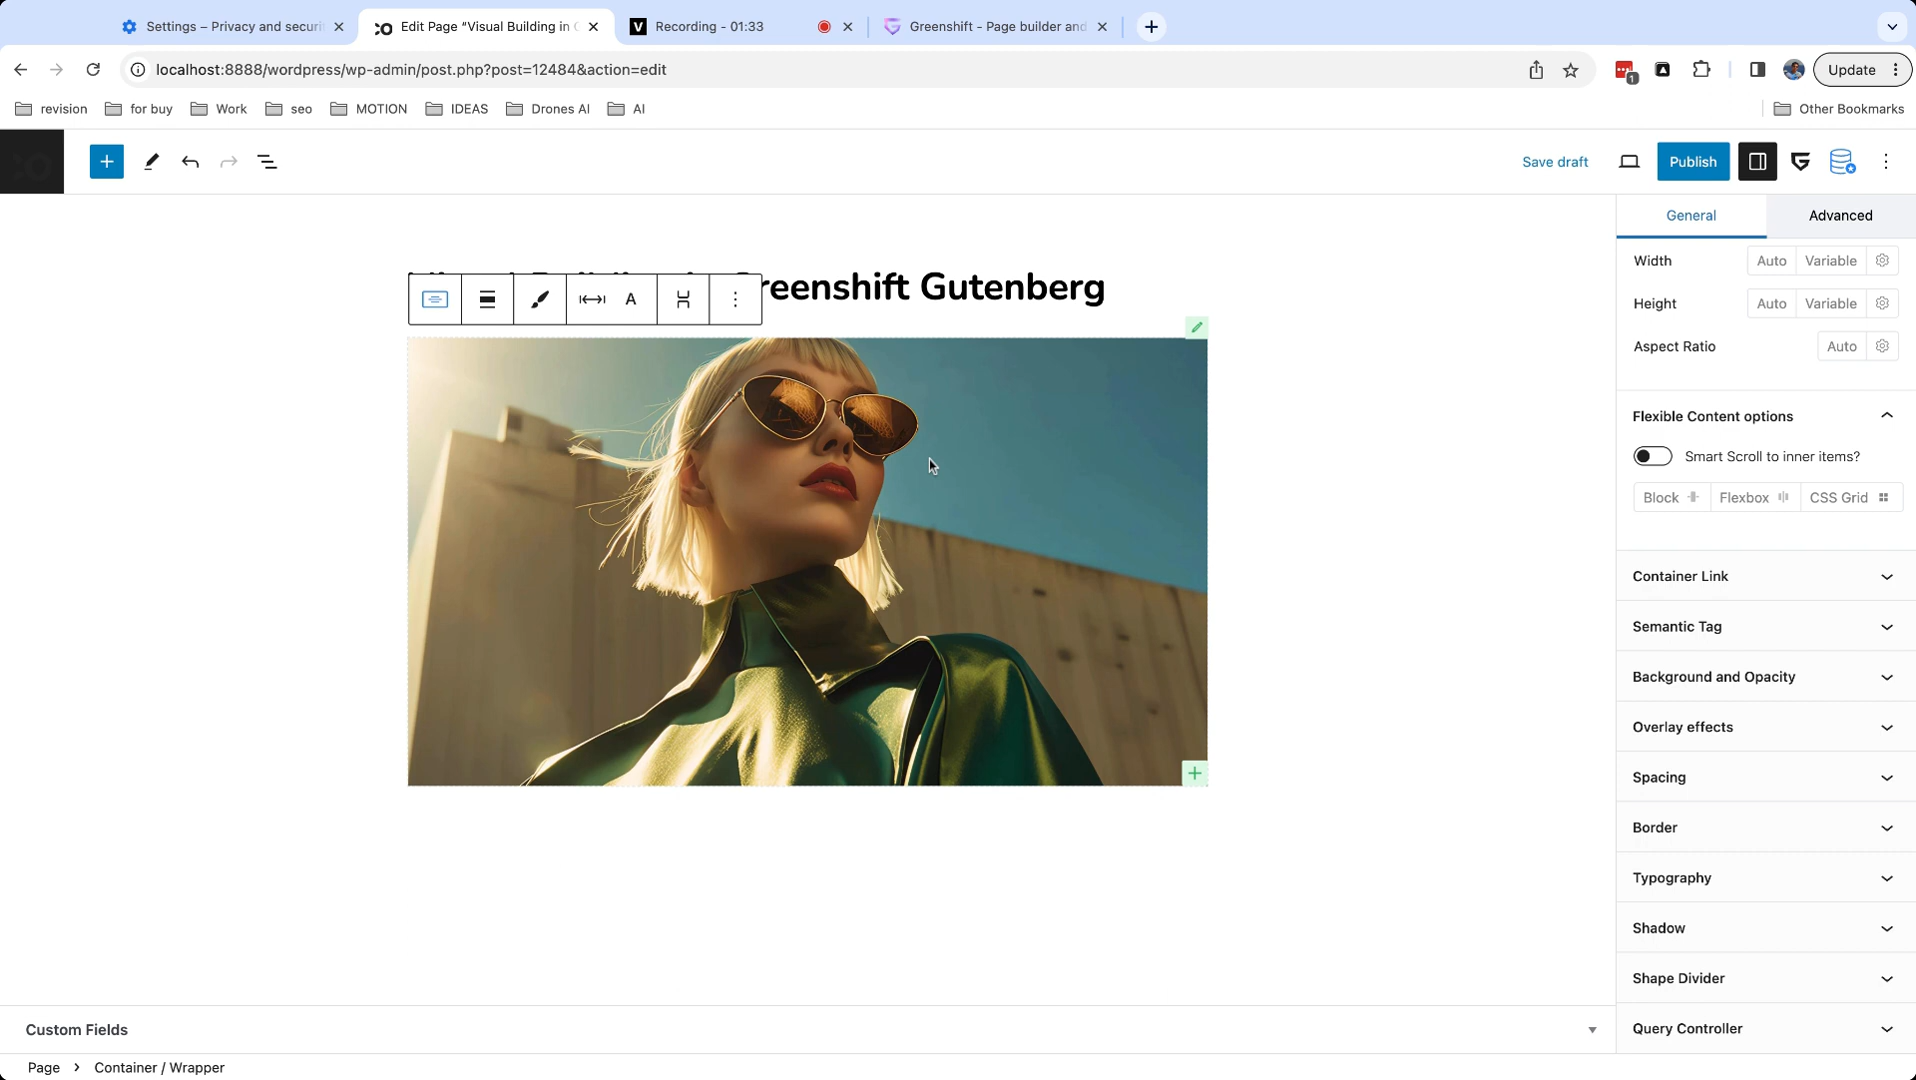 Settings – Privacy and securi
Edit Page “Visual Building in G
Recording - 01:33
Greenshift - Page builder and
localhost:8888/wordpress/wp-admin/post.php?post=12484&action=edit
1
Update
revision
for buy
Work
seo
MOTION
IDEAS
Drones AI
AI
Other Bookmarks
Save draft
Publish
General
Advanced
reenshift Gutenberg
A
Width
Auto
Variable
Height
Auto
Variable
Aspect Ratio
Auto
Flexible Content options
Smart Scroll to inner items?
Block
Flexbox
CSS Grid
Container Link
Semantic Tag
Background and Opacity
Overlay effects
Spacing
Border
Typography
Shadow
Shape Divider
Query Controller
Custom Fields
Page
Container / Wrapper